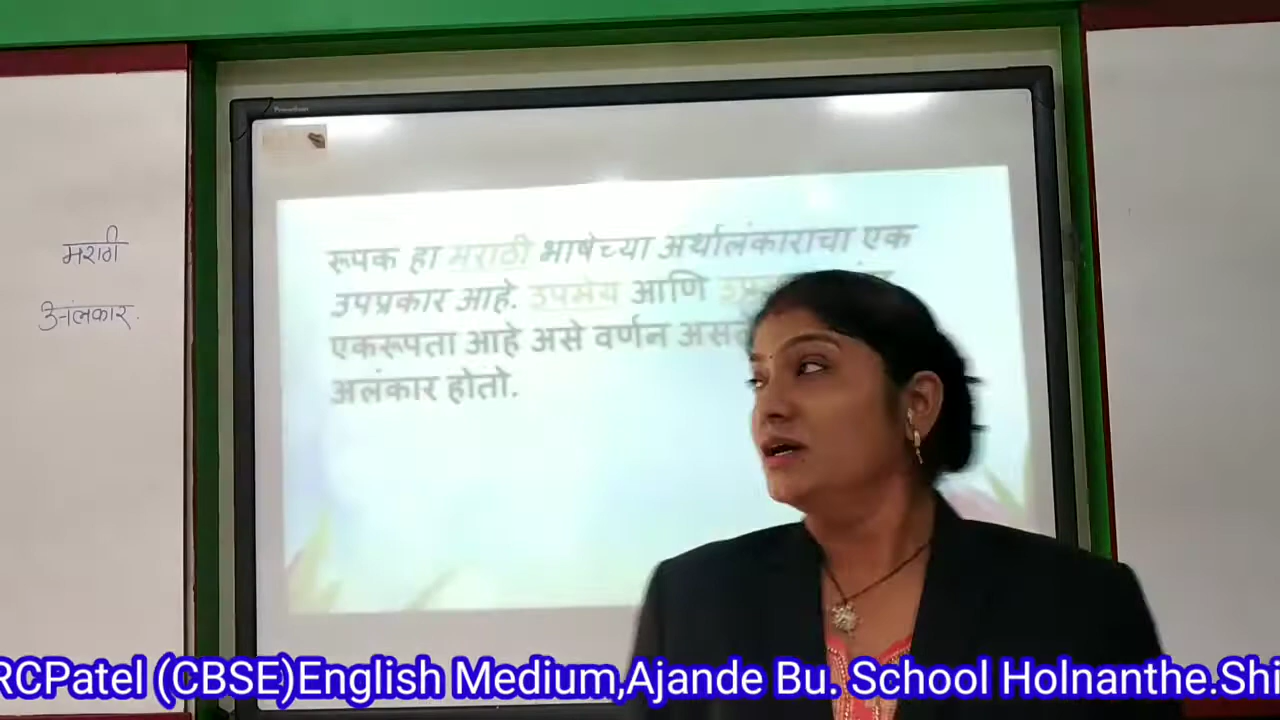 मराठी
अंलकार.
रूपक हा मराठी भाषेच्या अर्थालंकाराचा एक
उपप्रकार आहे. उपमेय आणि
एकरूपता आहे असे वर्णन
अलंकार होतो.
RCPatel (CBSE)English Medium,Ajande Bu. School Holnanthe.Shi